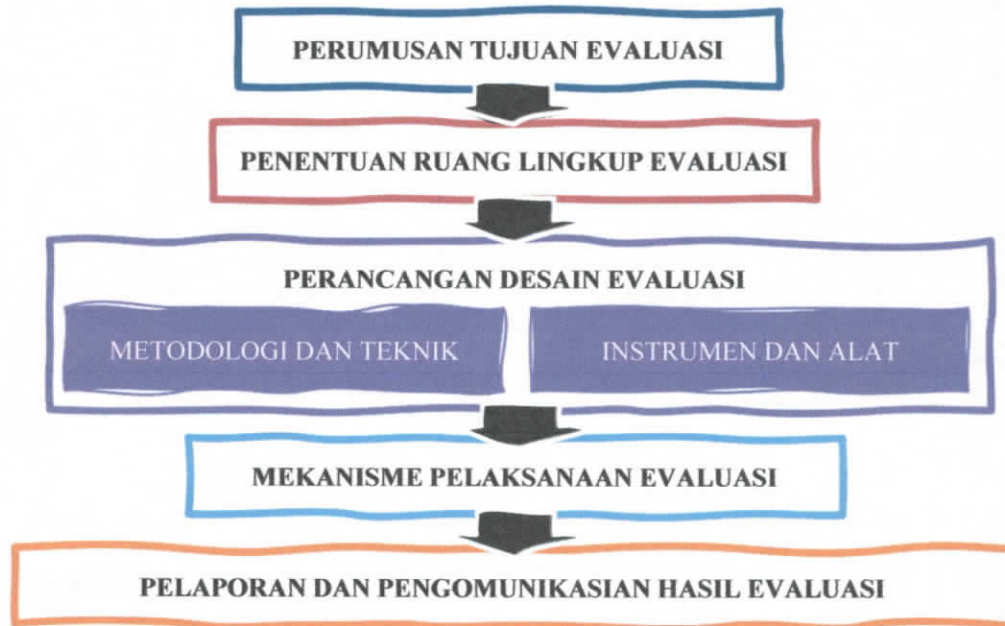 PERUMUSAN TUJUAN EVALUASI
PENENTUAN RUANG LINGKUP EVALUASI
PERANCANGAN DESAIN EVALUASI
METODOLOGI DAN TEKNIK
INSTRUMEN DAN ALAT
MEKANISME PELAKSANAAN EVALUASI
PELAPORAN DAN PENGOMUNIKASIAN HASIL EVALUASI